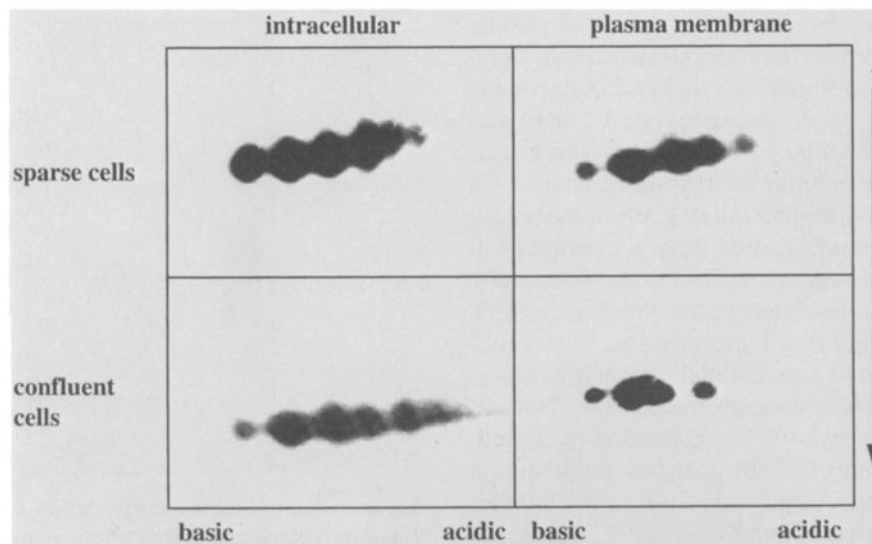 intracellular plasma membrane
sparse cells
confluent
cells
basic acidic basic acidic